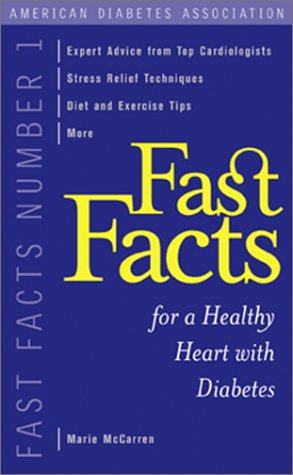 AMERICAN DIABETES ASSOCIATION
FAST FACTS NUMBER 1
Expert Advice from Top Cardiologists
Stress Relief Techniques
Diet and Exercise Tips
More
Fast
Facts
for a Healthy
Heart with
Diabetes
Marie McCarren